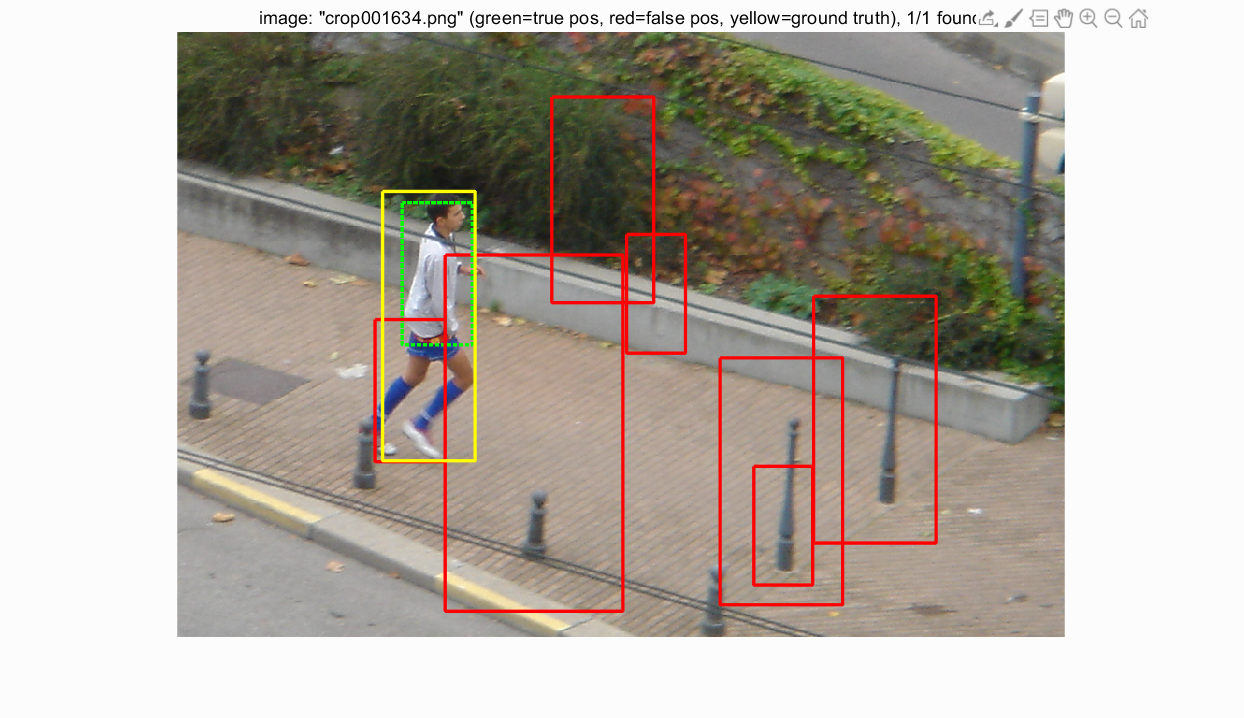 image: "crop001634.png" (green=true pos, red=false pos, yellow=ground truth), 1/1 found